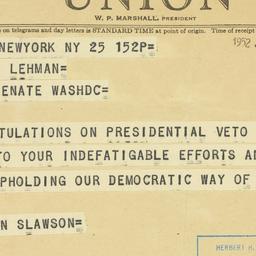 UNION
W. P. MARSHALL, PRESIDENT
on telegrams and day letters is STANDARD TIME at point of origin. Time of receipt
NEWYORK NY 25 152P=
1952
LEHMAN=
SENATE WASHDC=
TULATIONS ON PRESIDENTIAL VETO
TO YOUR INDEFATIGABLE EFFORTS AN
PHOLDING OUR DEMOCRATIC WAY OF
N SLAWSON=
HERBERT H.